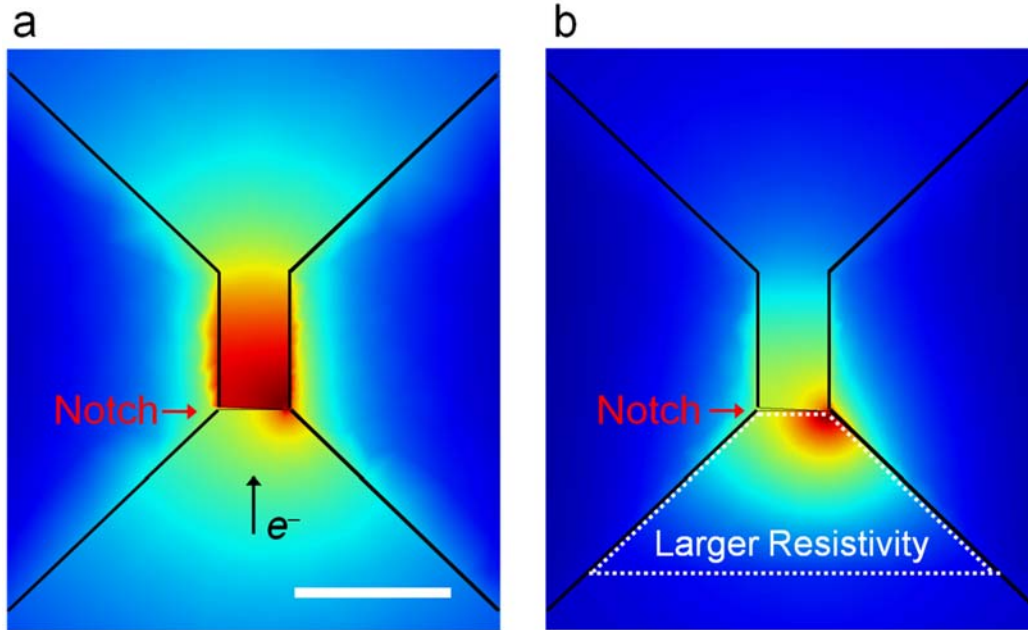 a
b
Notch
Notch
e⁻
Larger Resistivity